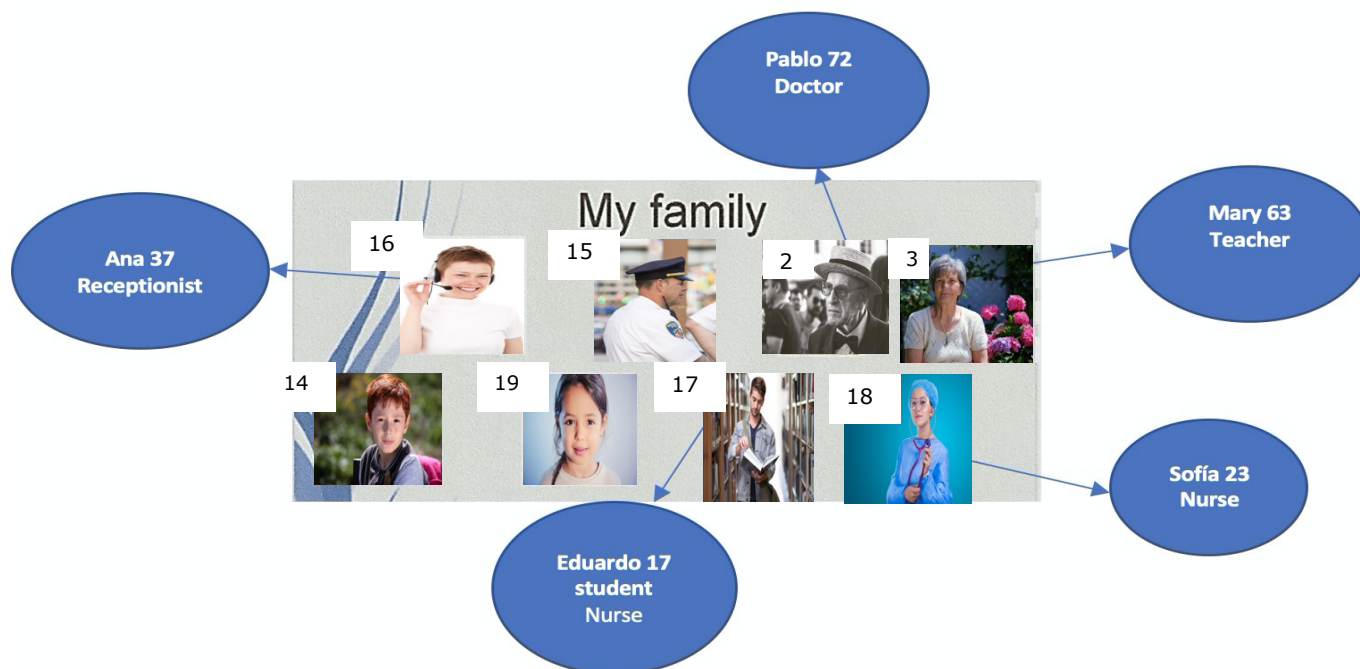 Pablo 72
Doctor
My family
Mary 63
Teacher
Ana 37
Receptionist
16
15
2
3
14
19
17
18
Sofía 23
Nurse
Eduardo 17
student
Nurse